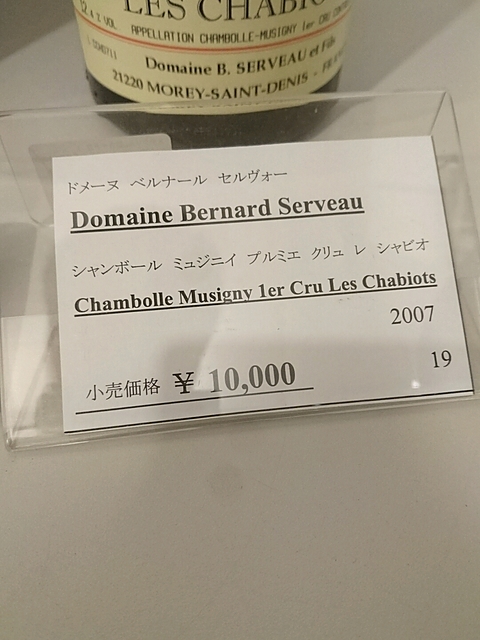 LES CHABIO
12.4 % VOL
APPELLATION CHAMBOLLE-MUSIGNY 1er CRU
Domaine B. SERVEAU et Fils
21220 MOREY-SAINT-DENIS -
ドメーヌ ベルナール セルヴォー
Domaine Bernard Serveau
シャンボール ミュジニイ プルミエ クリュ レ シャビオ
Chambolle Musigny 1er Cru Les Chabiots
2007
19
小売価格 ¥ 10,000